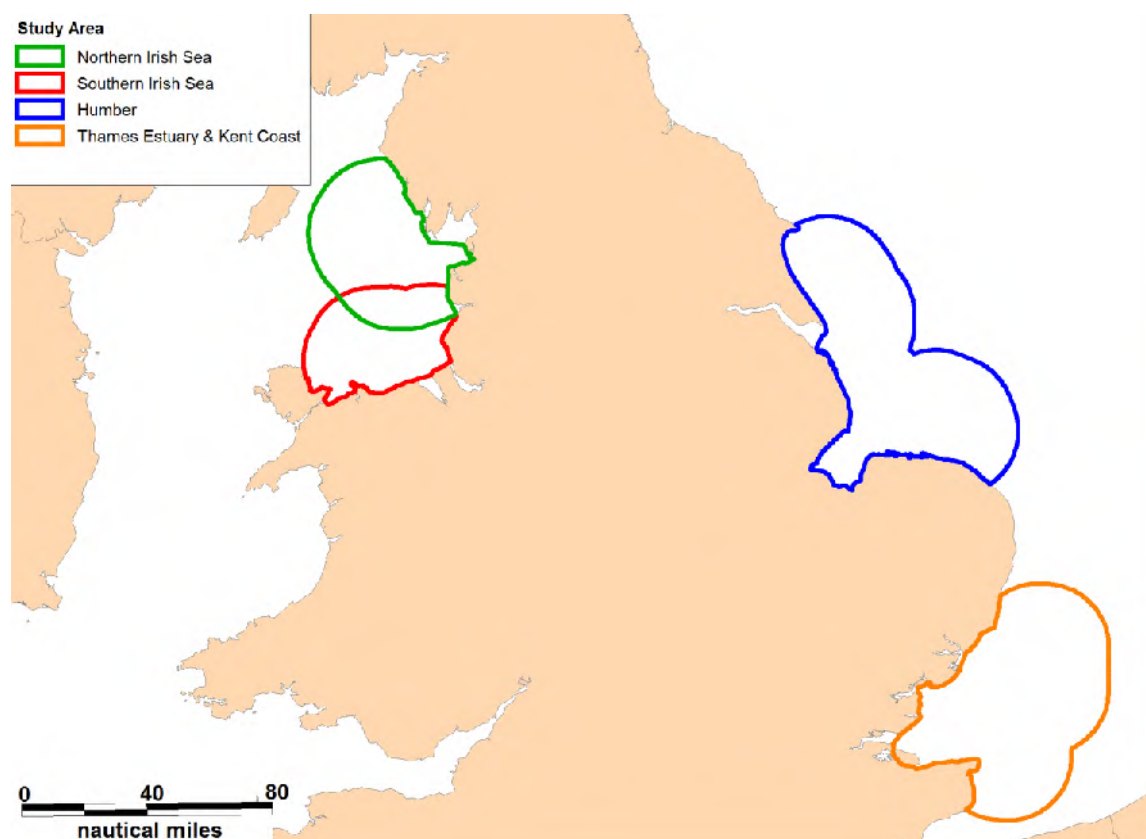 Study Area
Northern Irish Sea
Southern Irish Sea
Humber
Thames Estuary & Kent Coast
0 40 80
nautical miles